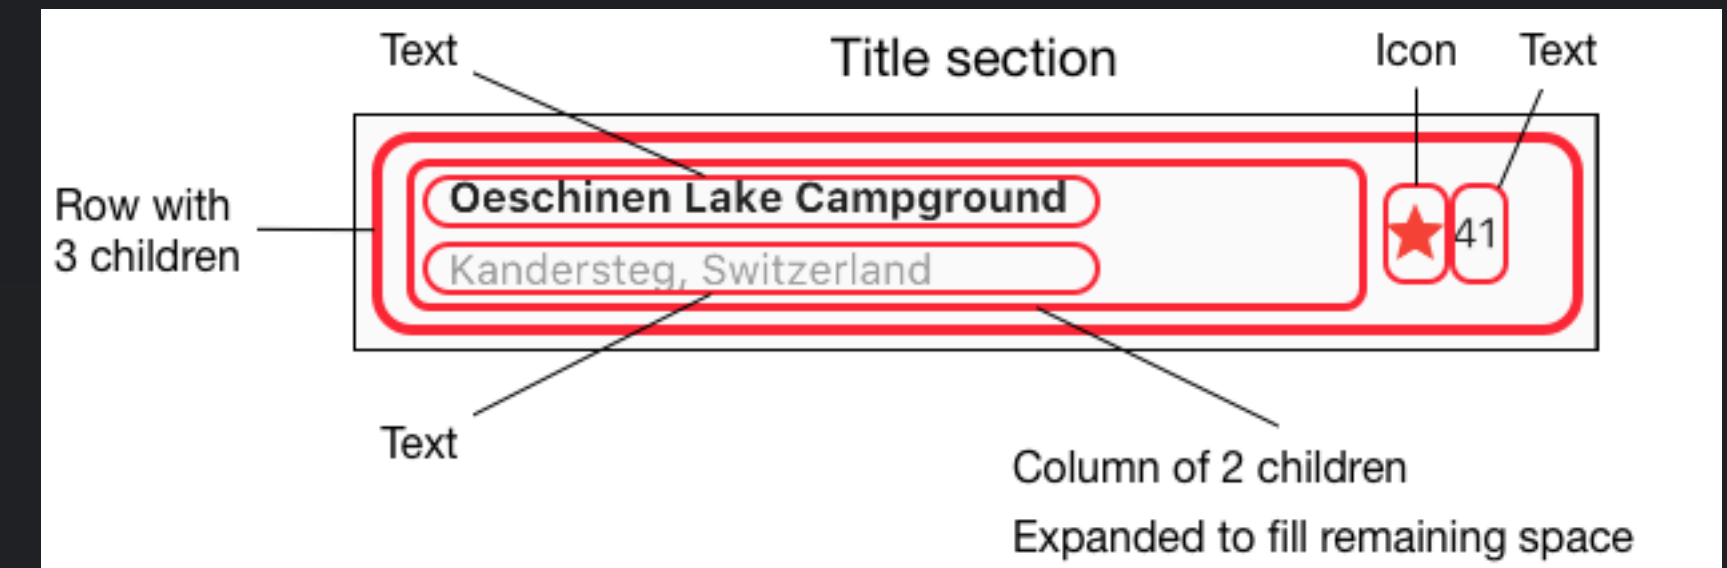 Text
Title section
Icon
Text
Row with
3 children
Oeschinen Lake Campground
Kandersteg, Switzerland
41
Text
Column of 2 children
Expanded to fill remaining space